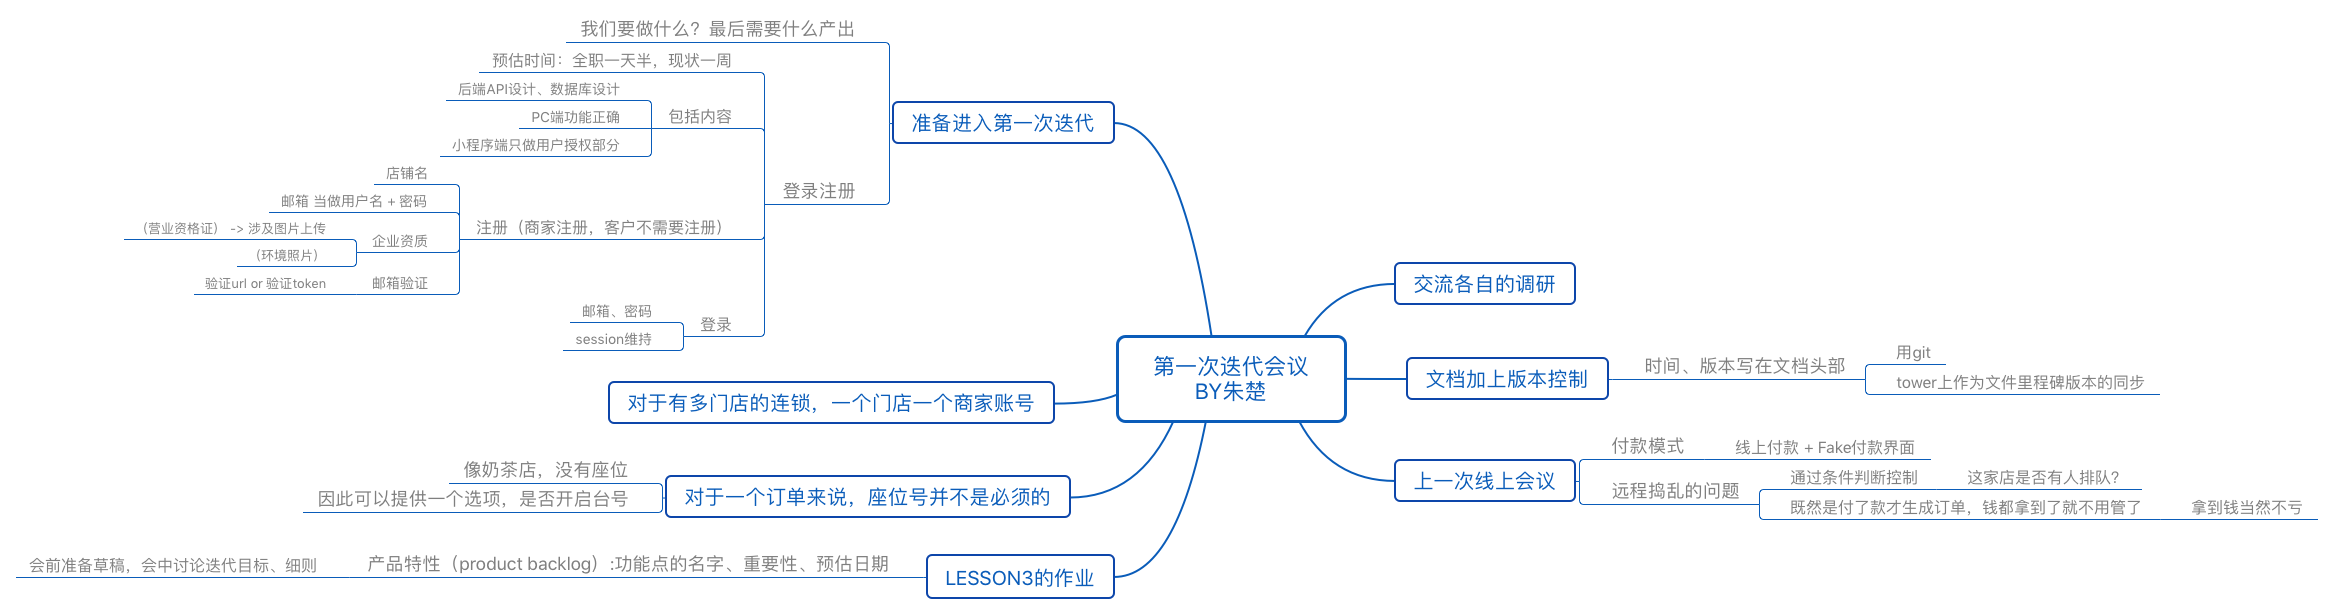 第一次迭代会议
BY朱楚
交流各自的调研
文档加上版本控制
时间、版本写在文档头部
用git
tower上作为文件里程碑版本的同步
上一次线上会议
付款模式
线上付款 + Fake付款界面
远程捣乱的问题
通过条件判断控制
这家店是否有人排队？
既然是付了款才生成订单，钱都拿到了就不用管了
拿到钱当然不亏
准备进入第一次迭代
我们要做什么？最后需要什么产出
登录注册
预估时间：全职一天半，现状一周
包括内容
后端API设计、数据库设计
PC端功能正确
小程序端只做用户授权部分
注册（商家注册，客户不需要注册）
店铺名
邮箱 当做用户名 + 密码
企业资质
（营业资格证） -> 涉及图片上传
（环境照片）
邮箱验证
验证url or 验证token
登录
邮箱、密码
session维持
对于有多门店的连锁，一个门店一个商家账号
对于一个订单来说，座位号并不是必须的
像奶茶店，没有座位
因此可以提供一个选项，是否开启台号
LESSON3的作业
产品特性（product backlog）:功能点的名字、重要性、预估日期
会前准备草稿，会中讨论迭代目标、细则